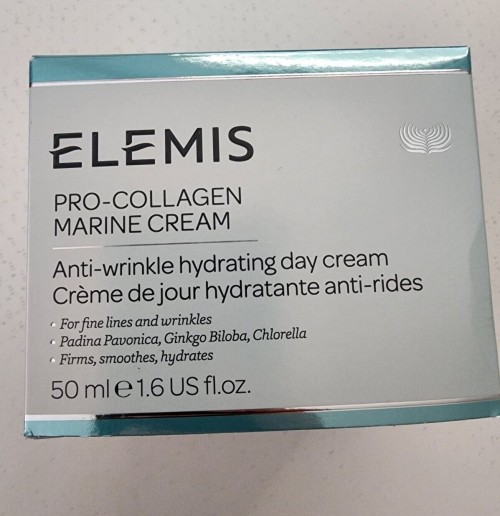 ELEMIS
PRO-COLLAGEN
MARINE CREAM
Anti-wrinkle hydrating day cream
Crème de jour hydratante anti-rides
• For fine lines and wrinkles
• Padina Pavonica, Ginkgo Biloba, Chlorella
• Firms, smoothes, hydrates
50 ml ℮ 1.6 US fl.oz.